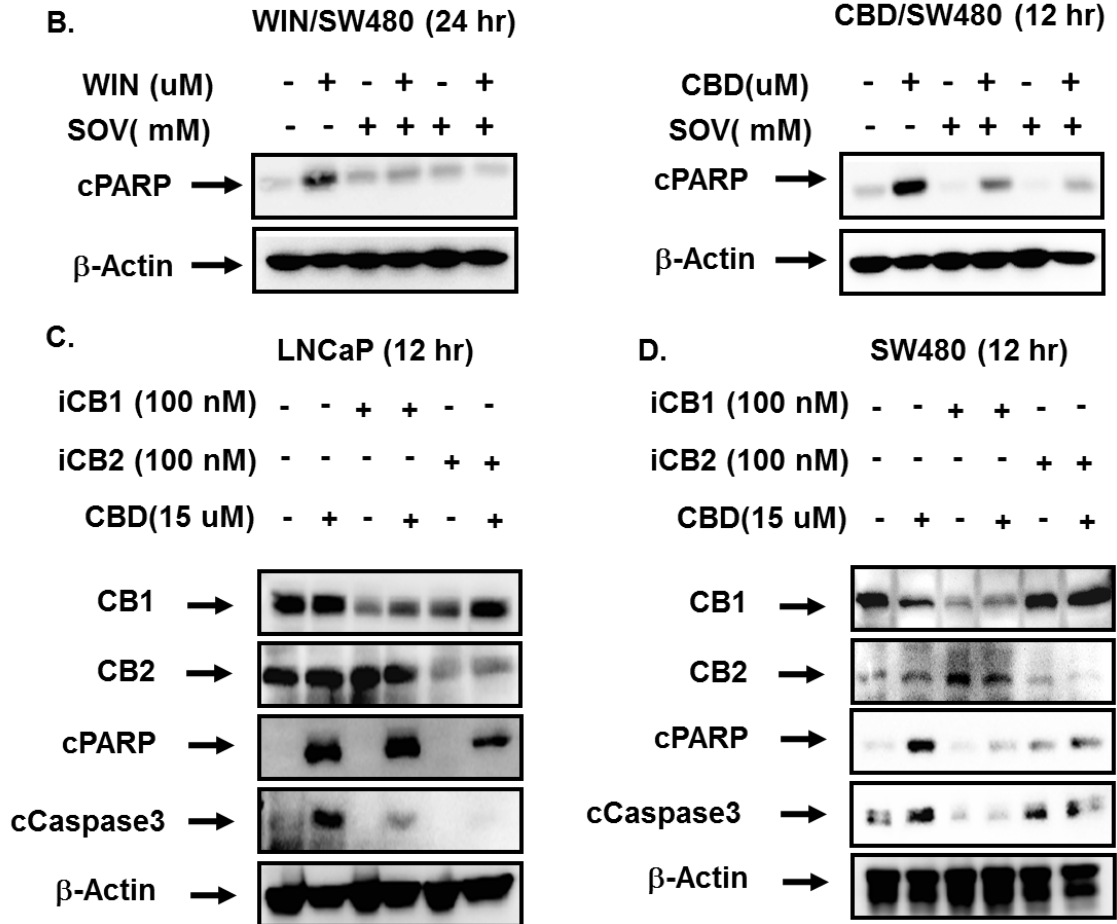 B.
WIN/SW480 (24 hr)
WIN (uM) - + - + - +
SOV( mM) - - + + + +
cPARP
β-Actin
CBD/SW480 (12 hr)
CBD(uM) - + - + - +
SOV( mM) - - + + + +
cPARP
β-Actin
C.
LNCaP (12 hr)
iCB1 (100 nM) - - + + - -
iCB2 (100 nM) - - - - + +
CBD(15 uM) - + - + - +
CB1
CB2
cPARP
cCaspase3
β-Actin
D.
SW480 (12 hr)
iCB1 (100 nM) - - + + - -
iCB2 (100 nM) - - - - + +
CBD(15 uM) - + - + - +
CB1
CB2
cPARP
cCaspase3
β-Actin